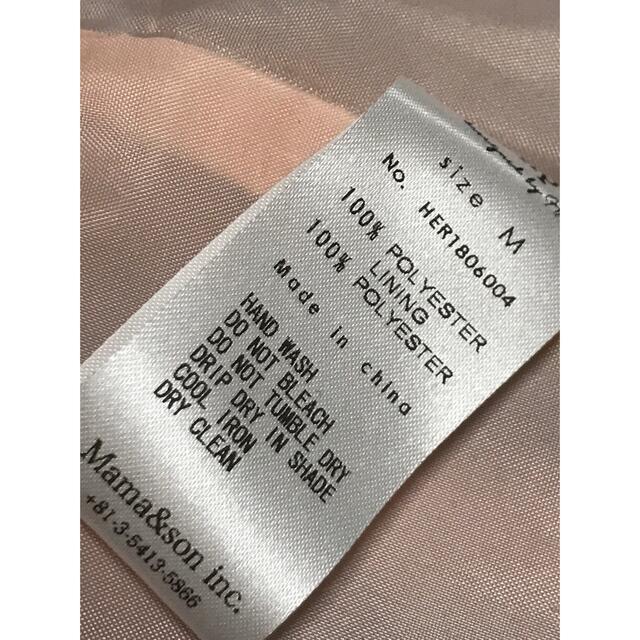 size M
No. HER1806004
100% POLYESTER
LINING
100% POLYESTER
Made in china
HAND WASH
DO NOT BLEACH
DO NOT TUMBLE DRY
DRIP DRY IN SHADE
COOL IRON
DRY CLEAN
Mama&son inc.
+81-3-5413-5866